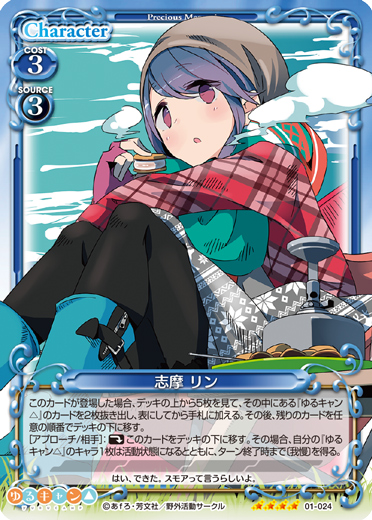 Precious Me
Character
COST
3
SOURCE
3
志摩 リン
このカードが登場した場合、デッキの上から5枚を見て、その中にある『ゆるキャン
△』のカードを2枚抜き出し、表にしてから手札に加える。その後、残りのカードを任
意の順番でデッキの下に移す。
[アプローチ/相手]: このカードをデッキの下に移す。その場合、自分の『ゆる
キャン△』のキャラ1枚は活動状態になるとともに、ターン終了時まで〔我慢〕を得る。
はい、できた、スモアって言うらしいよ。
ゆるキャン△
©あfろ・芳文社/野外活動サークル
01-024